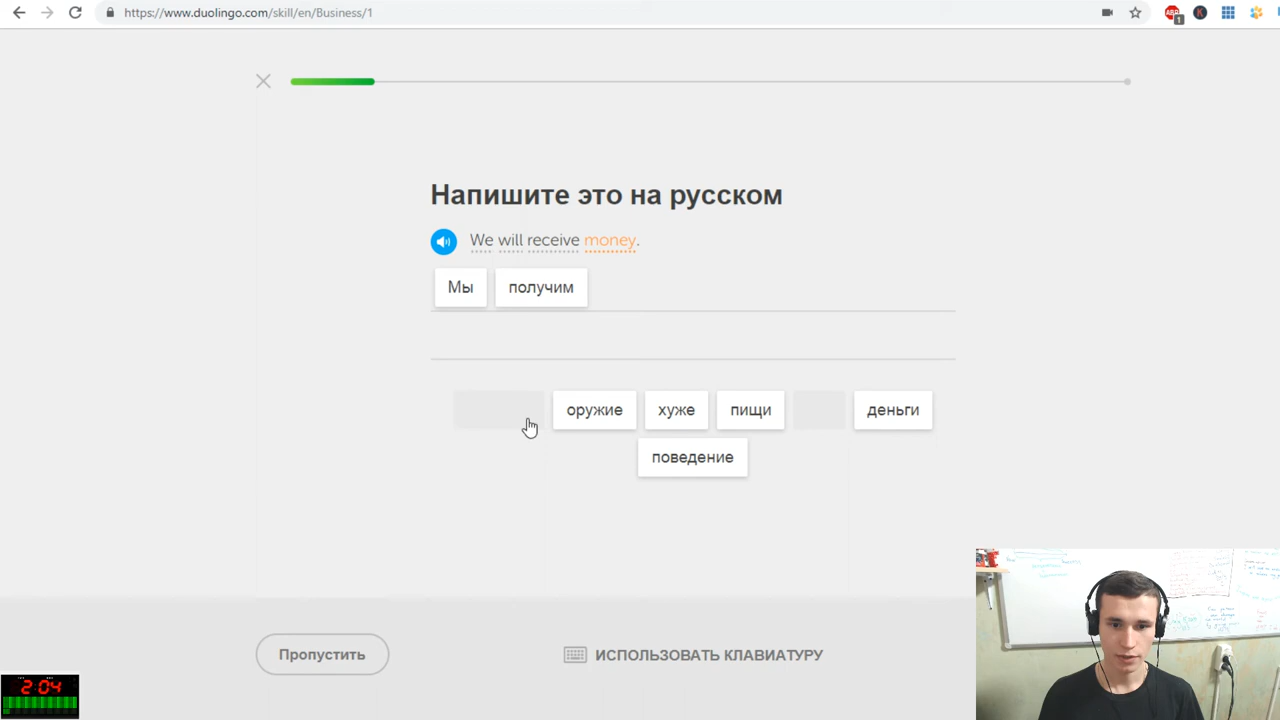 https://www.duolingo.com/skill/en/Business/1
Напишите это на русском
We will receive money.
Мы получим
оружие хуже пищи деньги
поведение
Пропустить
ИСПОЛЬЗОВАТЬ КЛАВИАТУРУ
2:04